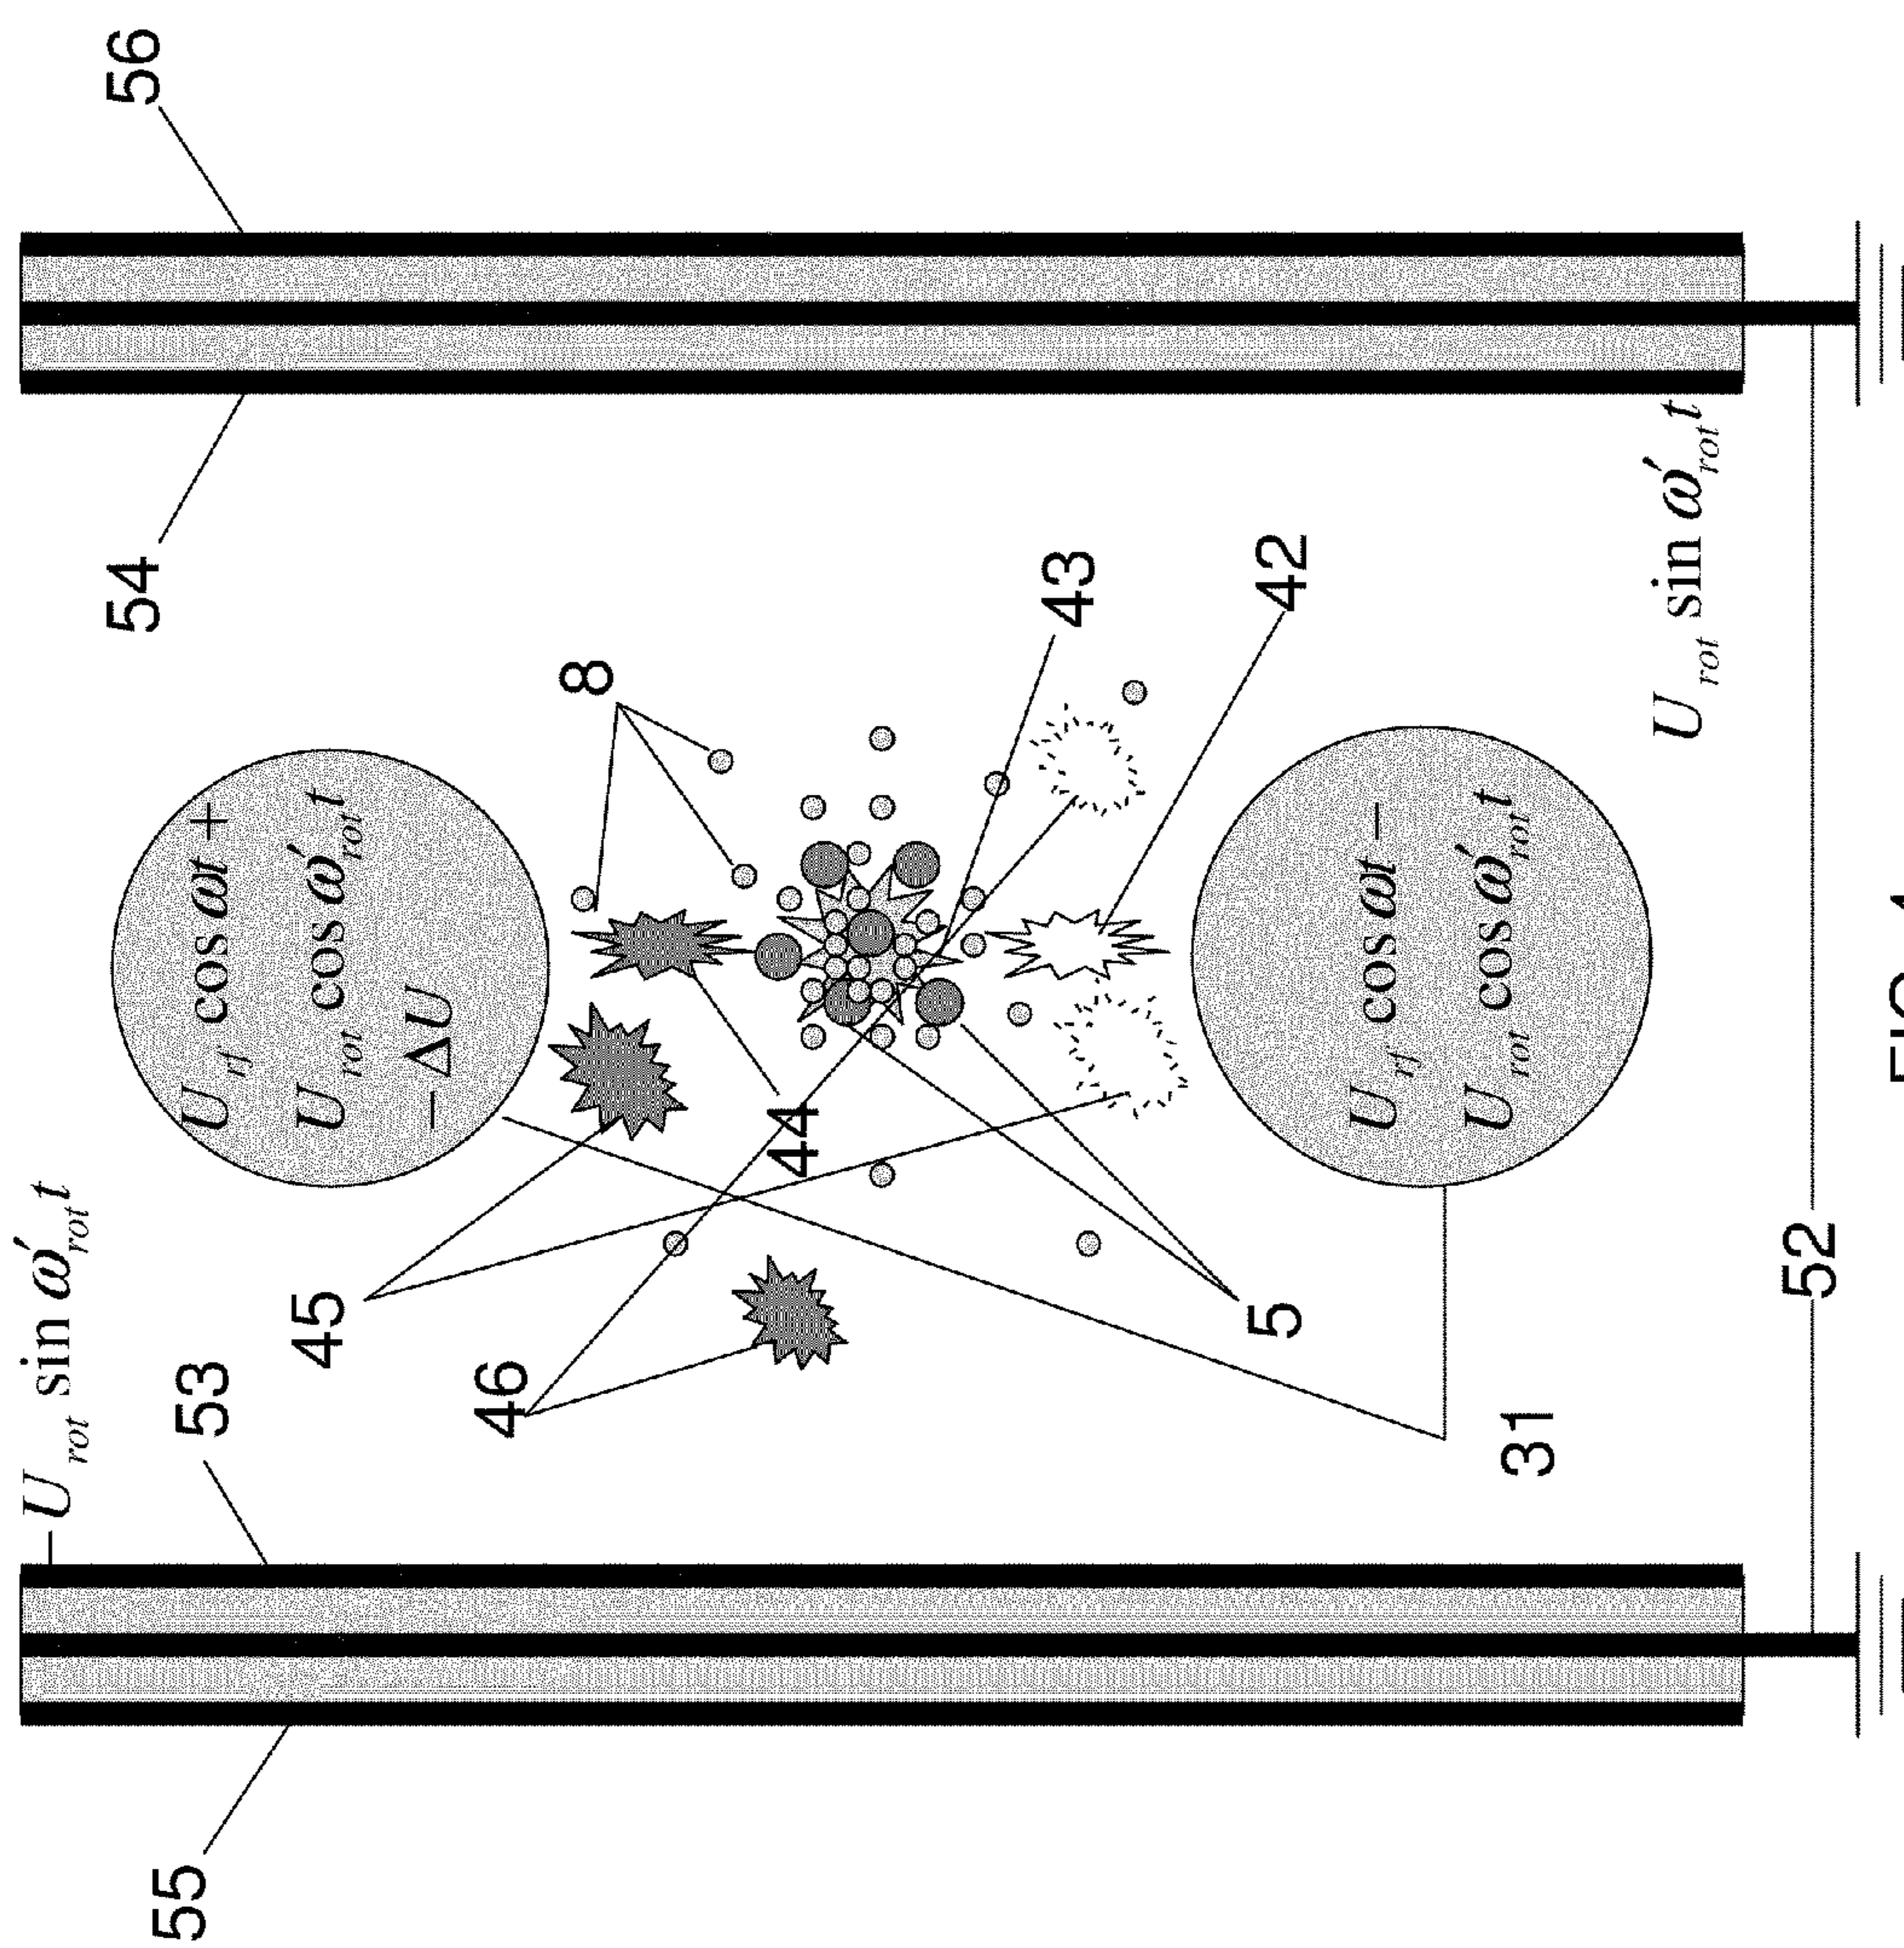 56
55
54
53
−U_rot sin ω′_rot t
U_rf cos ωt +
U_rot cos ω′_rot t
−ΔU
45
46
8
44
43
42
5
31
U_rf cos ωt −
U_rot cos ω′_rot t
U_rot sin ω′_rot t
52